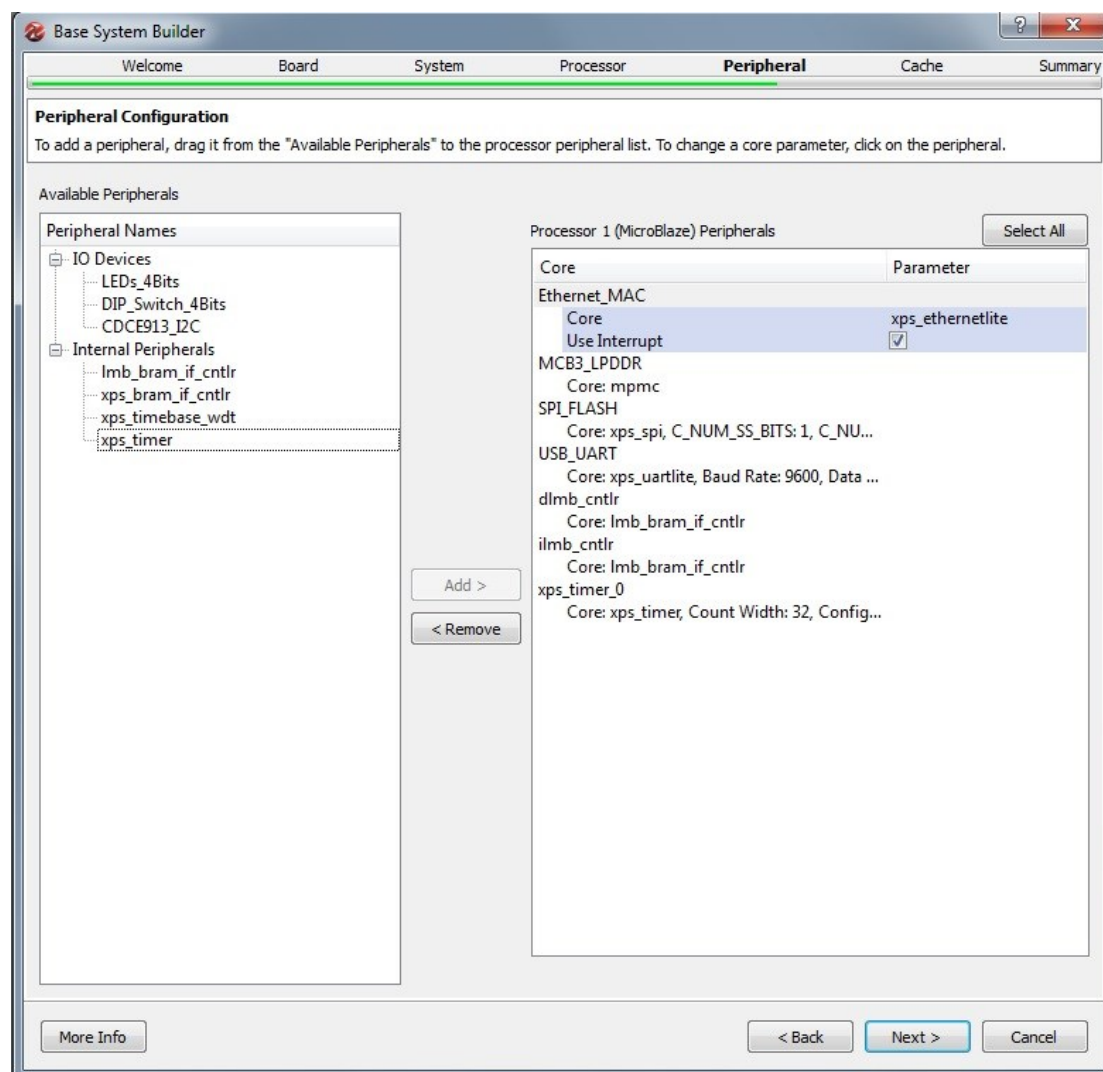 Base System Builder
Welcome Board System Processor Peripheral Cache Summary
Peripheral Configuration
To add a peripheral, drag it from the "Available Peripherals" to the processor peripheral list. To change a core parameter, click on the peripheral.
Available Peripherals
Peripheral Names
IO Devices
LEDs_4Bits
DIP_Switch_4Bits
CDCE913_I2C
Internal Peripherals
lmb_bram_if_cntlr
xps_bram_if_cntlr
xps_timebase_wdt
xps_timer
Add >
< Remove
Processor 1 (MicroBlaze) Peripherals
Select All
Core Parameter
Ethernet_MAC
Core xps_ethernetlite
Use Interrupt
MCB3_LPDDR
Core: mpmc
SPI_FLASH
Core: xps_spi, C_NUM_SS_BITS: 1, C_NU...
USB_UART
Core: xps_uartlite, Baud Rate: 9600, Data ...
dlmb_cntlr
Core: lmb_bram_if_cntlr
ilmb_cntlr
Core: lmb_bram_if_cntlr
xps_timer_0
Core: xps_timer, Count Width: 32, Config...
More Info
< Back
Next >
Cancel